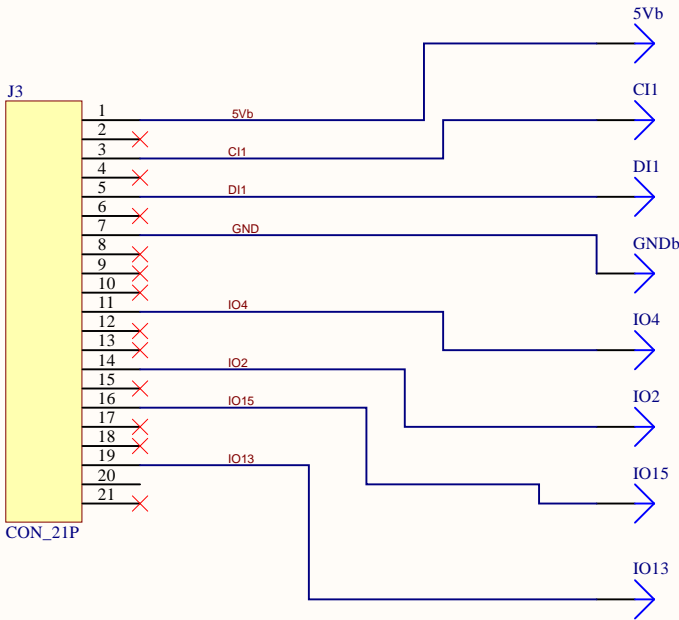 5Vb
J3
CI1
1 5Vb
2
3 CI1
4
DI1
5 DI1
6
7 GND
GNDb
8
9
10
11 IO4
IO4
12
13
14 IO2
15
IO2
16 IO15
17
18
19 IO13
IO15
20
21
CON_21P
IO13